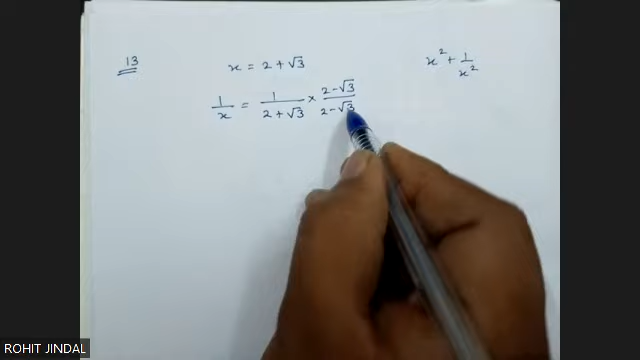 13
x = 2 + √3
x² + 1/x²
1/x = 1/(2 + √3) × (2 - √3)/(2 - √3)
ROHIT JINDAL